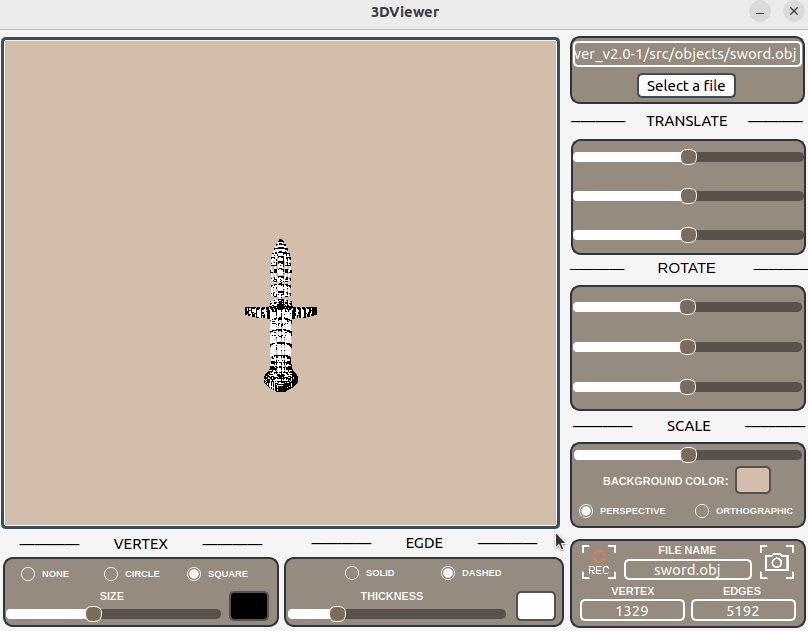 3DViewer
ver_v2.0-1/src/objects/sword.obj
Select a file
TRANSLATE
ROTATE
SCALE
BACKGROUND COLOR:
PERSPECTIVE ORTHOGRAPHIC
VERTEX
NONE CIRCLE SQUARE
SIZE
EGDE
SOLID DASHED
THICKNESS
REC
FILE NAME
sword.obj
VERTEX EDGES
1329 5192